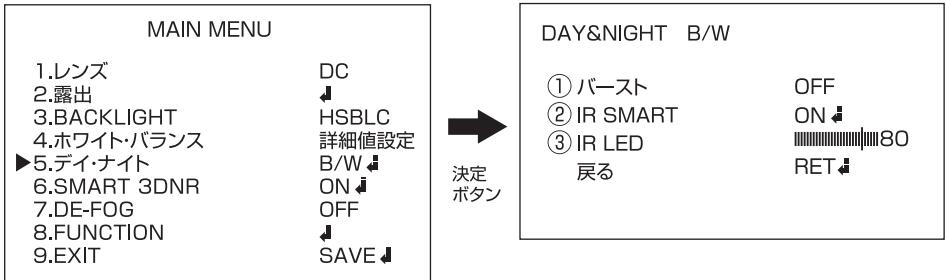 MAIN MENU
1.レンズ DC
2.露出 ↲
3.BACKLIGHT HSBLC
4.ホワイト・バランス 詳細値設定
▶5.デイ・ナイト B/W↲
6.SMART 3DNR ON↲
7.DE-FOG OFF
8.FUNCTION ↲
9.EXIT SAVE↲
決定
ボタン
DAY&NIGHT B/W
① バースト OFF
② IR SMART ON↲
③ IR LED 80
戻る RET↲